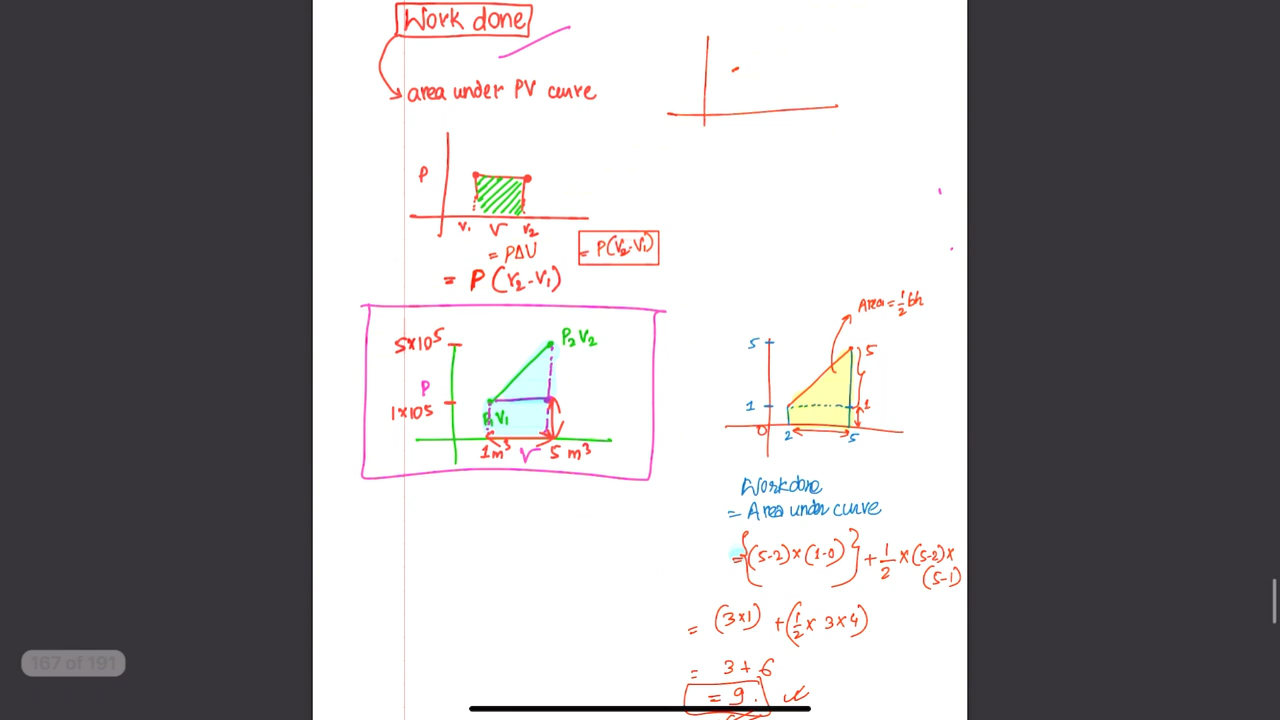 Work done
area under PV curve
P
V₁ V V₂
= PΔV
= P(V₂-V₁)
= P(V₂-V₁)
5×10⁵
P₂V₂
P
1×10⁵
P₁V₁
1m³ V 5 m³
Area = ½bh
5
5
1
1
0
2
5
Workdone
= Area under curve
= {(5-2)×(1-0)} + 1/2 × (5-2)×
(5-1)
= (3×1) + (1/2 × 3×4)
= 3+6
= 9.
167 of 191